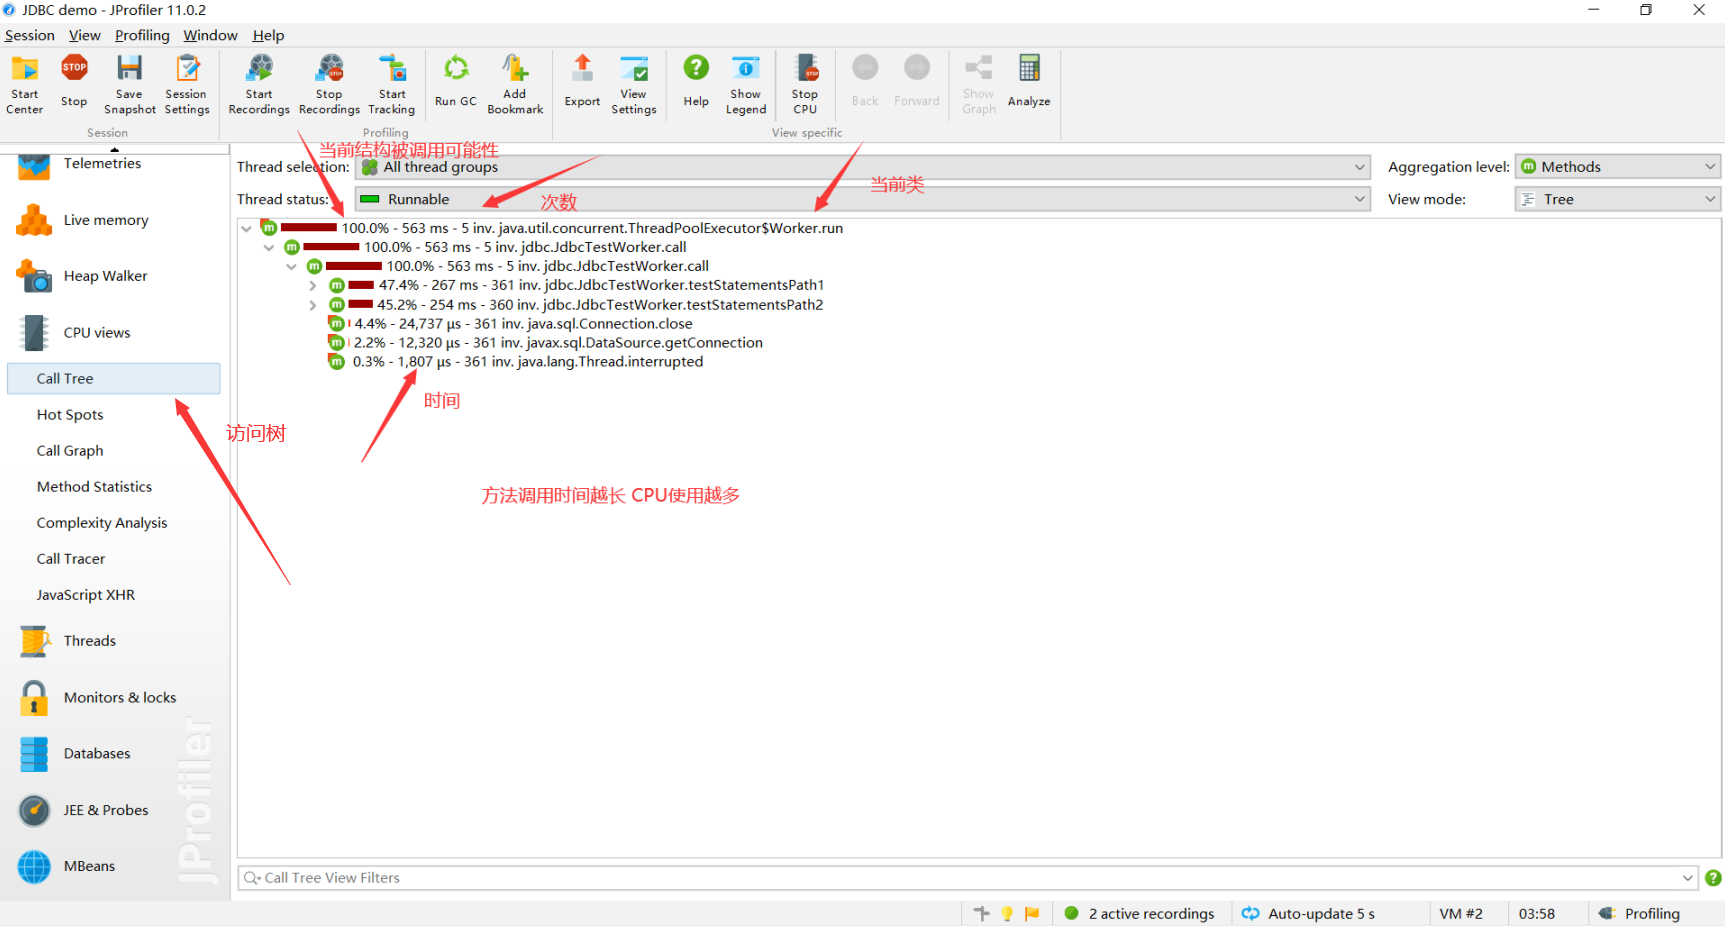 JDBC demo - JProfiler 11.0.2
Session View Profiling Window Help
Start Center
Stop
Save Snapshot
Session Settings
Start Recordings
Stop Recordings
Start Tracking
Run GC
Add Bookmark
Export
View Settings
Help
Show Legend
Stop CPU
Back
Forward
Show Graph
Analyze
Session
Profiling
View specific
当前结构被调用可能性
Telemetries
Thread selection: All thread groups
Aggregation level: Methods
当前类
Thread status: Runnable
次数
View mode: Tree
Live memory
Heap Walker
CPU views
Call Tree
Hot Spots
Call Graph
Method Statistics
Complexity Analysis
Call Tracer
JavaScript XHR
Threads
Monitors & locks
Databases
JEE & Probes
MBeans
JProfiler
100.0% - 563 ms - 5 inv. java.util.concurrent.ThreadPoolExecutor$Worker.run
100.0% - 563 ms - 5 inv. jdbc.JdbcTestWorker.call
100.0% - 563 ms - 5 inv. jdbc.JdbcTestWorker.call
47.4% - 267 ms - 361 inv. jdbc.JdbcTestWorker.testStatementsPath1
45.2% - 254 ms - 360 inv. jdbc.JdbcTestWorker.testStatementsPath2
4.4% - 24,737 µs - 361 inv. java.sql.Connection.close
2.2% - 12,320 µs - 361 inv. javax.sql.DataSource.getConnection
0.3% - 1,807 µs - 361 inv. java.lang.Thread.interrupted
时间
访问树
方法调用时间越长 CPU使用越多
Call Tree View Filters
2 active recordings
Auto-update 5 s
VM #2
03:58
Profiling